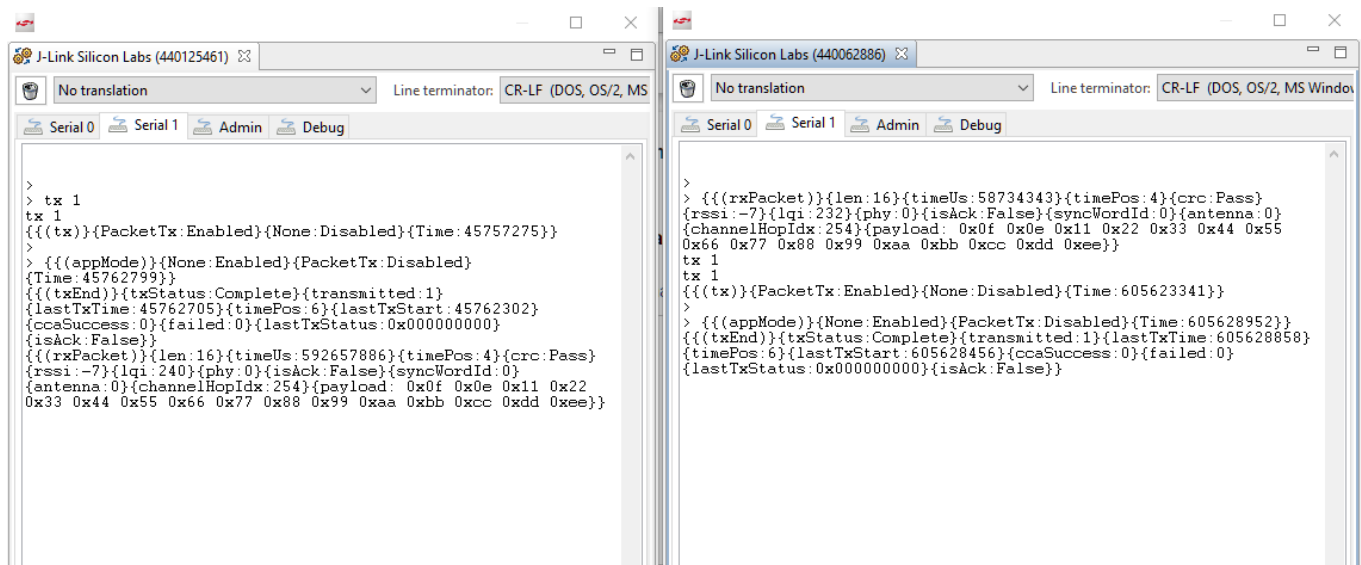 J-Link Silicon Labs (440125461)
No translation
Line terminator: CR-LF (DOS, OS/2, MS
Serial 0 Serial 1 Admin Debug
>
> tx 1
tx 1
{{(tx)}{PacketTx:Enabled}{None:Disabled}{Time:45757275}}
>
> {{(appMode)}{None:Enabled}{PacketTx:Disabled}
{Time:45762799}}
{{(txEnd)}{txStatus:Complete}{transmitted:1}
{lastTxTime:45762705}{timePos:6}{lastTxStart:45762302}
{ccaSuccess:0}{failed:0}{lastTxStatus:0x000000000}
{isAck:False}}
{{(rxPacket)}{len:16}{timeUs:592657886}{timePos:4}{crc:Pass}
{rssi:-7}{lqi:240}{phy:0}{isAck:False}{syncWordId:0}
{antenna:0}{channelHopIdx:254}{payload: 0x0f 0x0e 0x11 0x22
0x33 0x44 0x55 0x66 0x77 0x88 0x99 0xaa 0xbb 0xcc 0xdd 0xee}}
J-Link Silicon Labs (440062886)
No translation
Line terminator: CR-LF (DOS, OS/2, MS Window
Serial 0 Serial 1 Admin Debug
>
> {{(rxPacket)}{len:16}{timeUs:58734343}{timePos:4}{crc:Pass}
{rssi:-7}{lqi:232}{phy:0}{isAck:False}{syncWordId:0}{antenna:0}
{channelHopIdx:254}{payload: 0x0f 0x0e 0x11 0x22 0x33 0x44 0x55
0x66 0x77 0x88 0x99 0xaa 0xbb 0xcc 0xdd 0xee}}
tx 1
tx 1
{{(tx)}{PacketTx:Enabled}{None:Disabled}{Time:605623341}}
>
> {{(appMode)}{None:Enabled}{PacketTx:Disabled}{Time:605628952}}
{{(txEnd)}{txStatus:Complete}{transmitted:1}{lastTxTime:605628858}
{timePos:6}{lastTxStart:605628456}{ccaSuccess:0}{failed:0}
{lastTxStatus:0x000000000}{isAck:False}}